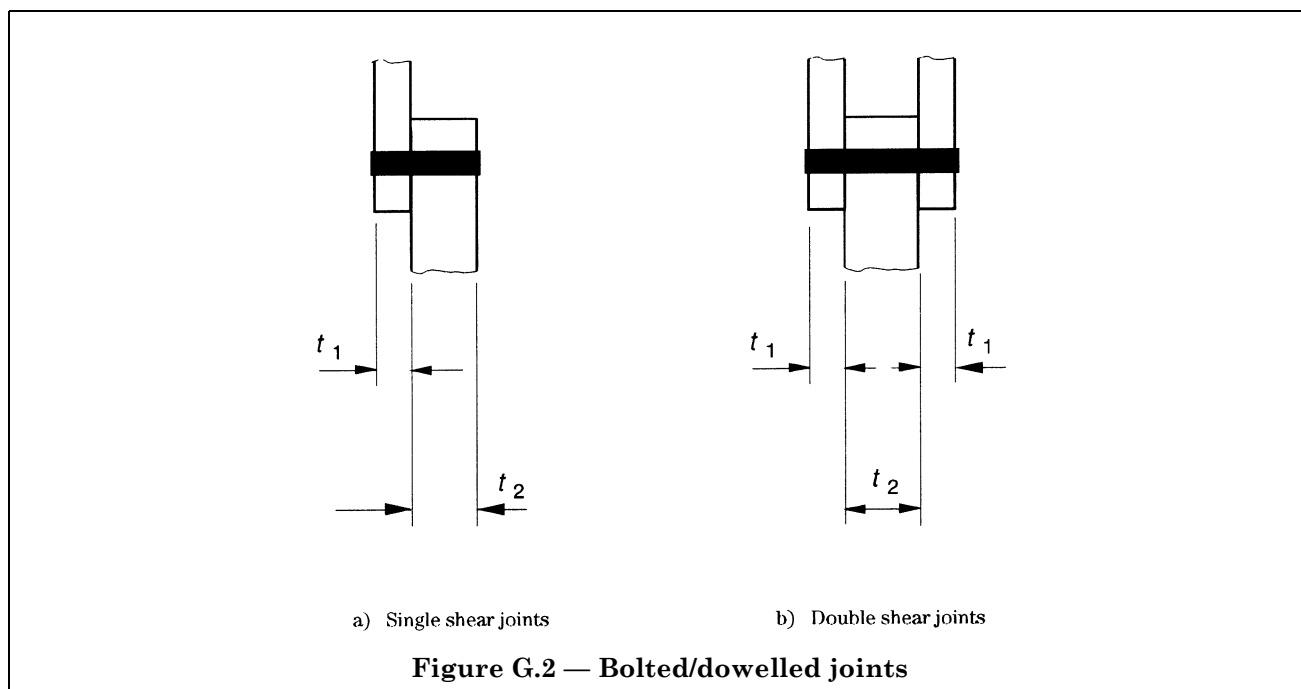 t 1
t 2
t 1
t 1
t 2
a) Single shear joints
b) Double shear joints
Figure G.2 — Bolted/dowelled joints